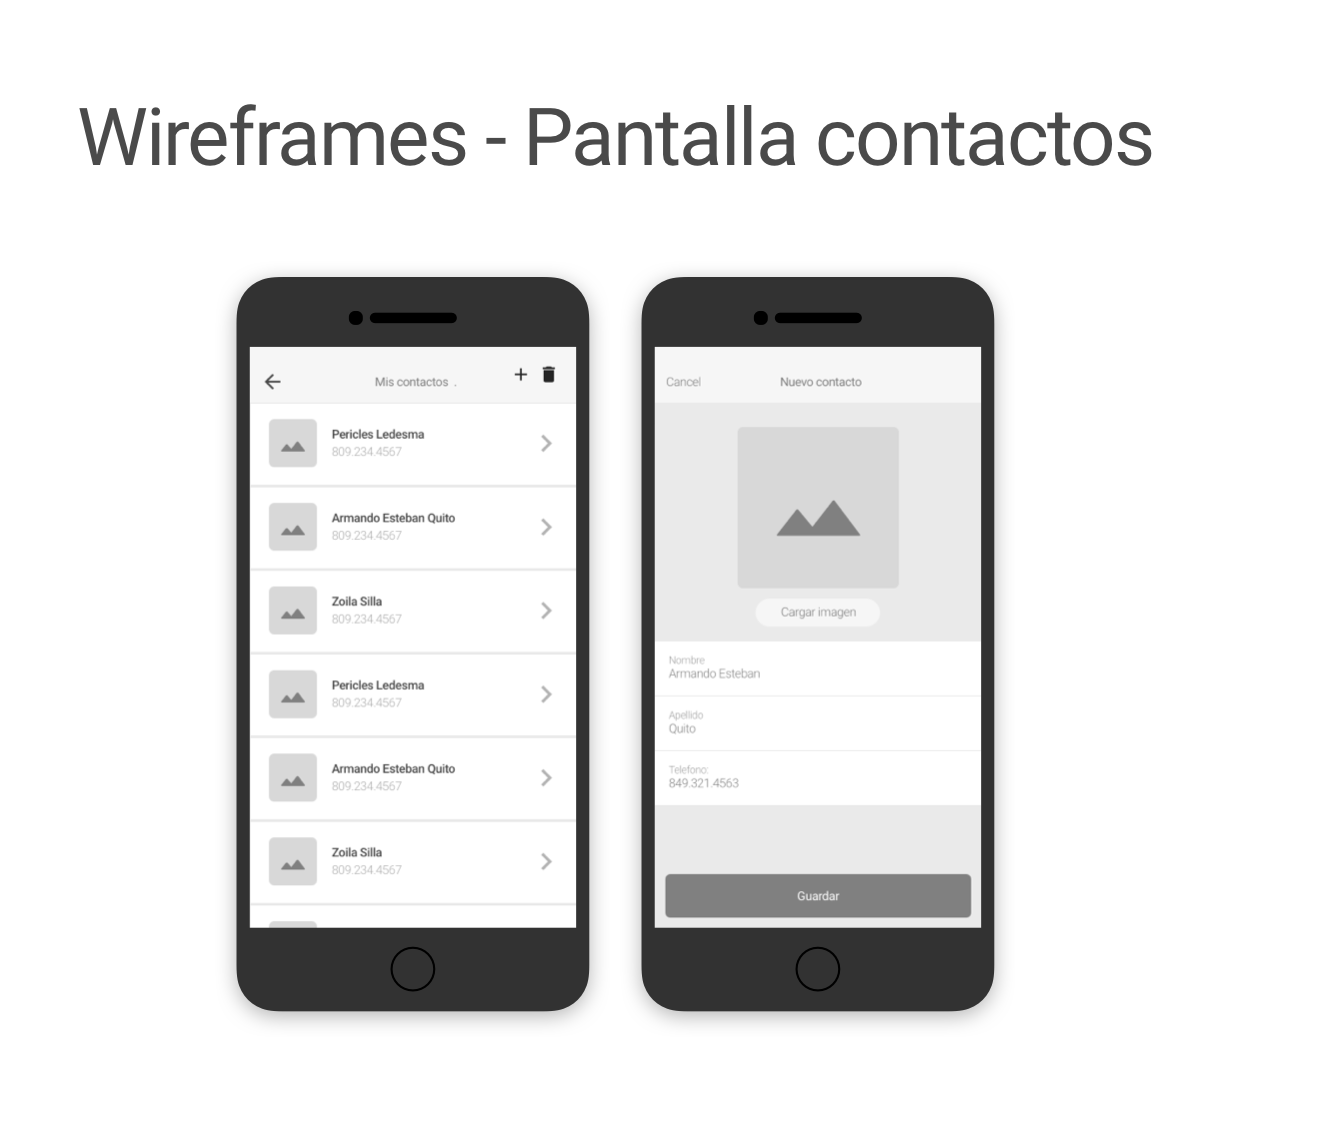 Wireframes - Pantalla contactos
Mis contactos .
Pericles Ledesma
809.234.4567
Armando Esteban Quito
809.234.4567
Zoila Silla
809.234.4567
Pericles Ledesma
809.234.4567
Armando Esteban Quito
809.234.4567
Zoila Silla
809.234.4567
Cancel
Nuevo contacto
Cargar imagen
Nombre
Armando Esteban
Apellido
Quito
Telefono:
849.321.4563
Guardar